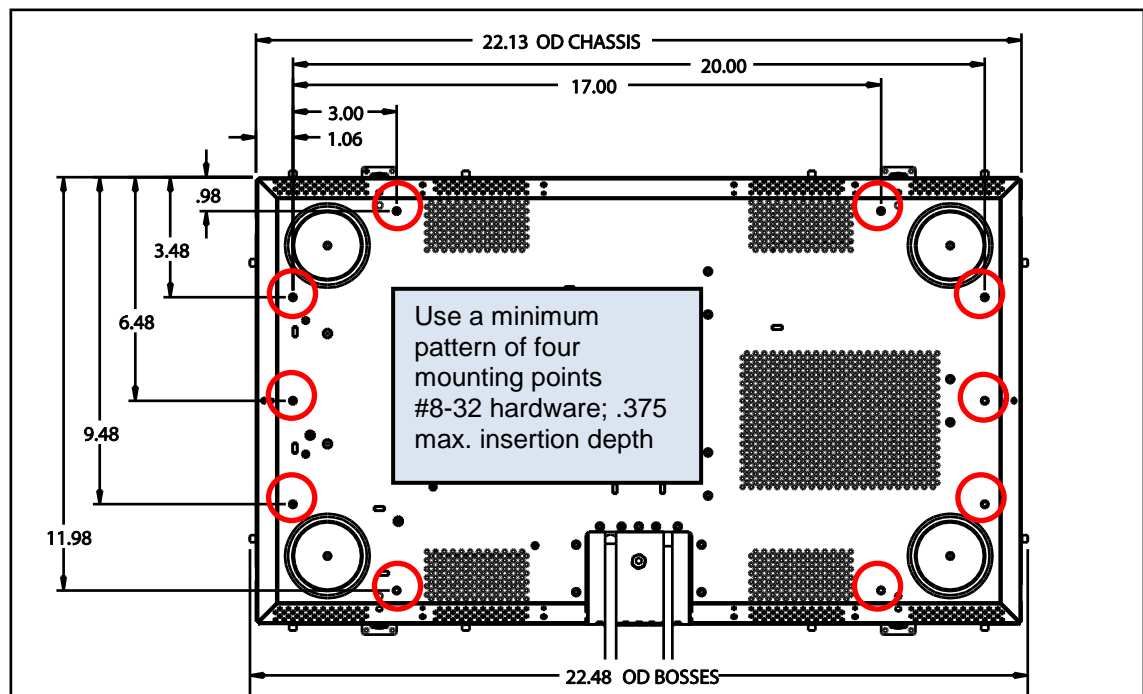 22.13 OD CHASSIS
20.00
17.00
3.00
1.06
.98
3.48
6.48
9.48
11.98
Use a minimum
pattern of four
mounting points
#8-32 hardware; .375
max. insertion depth
22.48 OD BOSSES